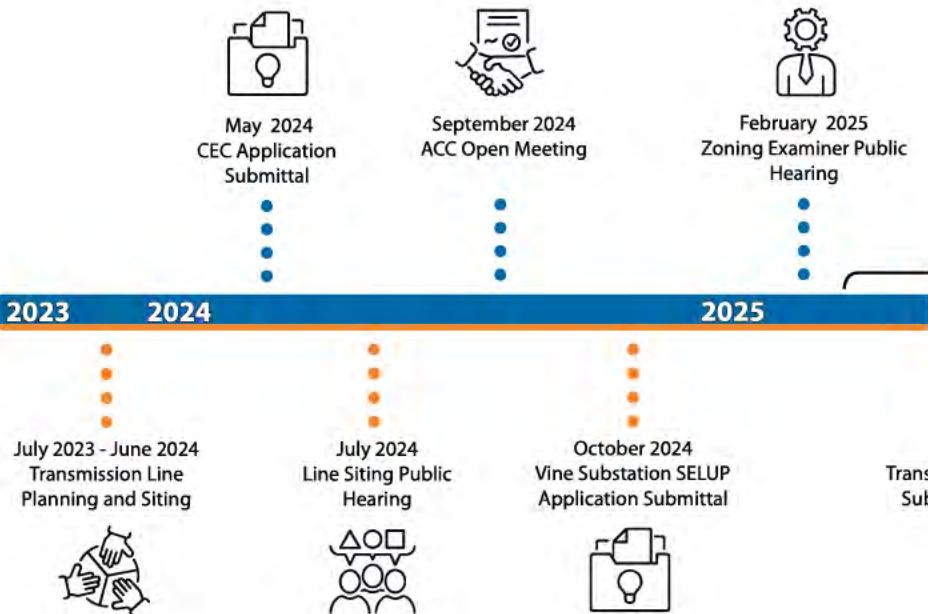 May 2024
CEC Application
Submittal
September 2024
ACC Open Meeting
February 2025
Zoning Examiner Public
Hearing
2023
2024
2025
July 2023 - June 2024
Transmission Line
Planning and Siting
July 2024
Line Siting Public
Hearing
October 2024
Vine Substation SELUP
Application Submittal
Trans
Sub